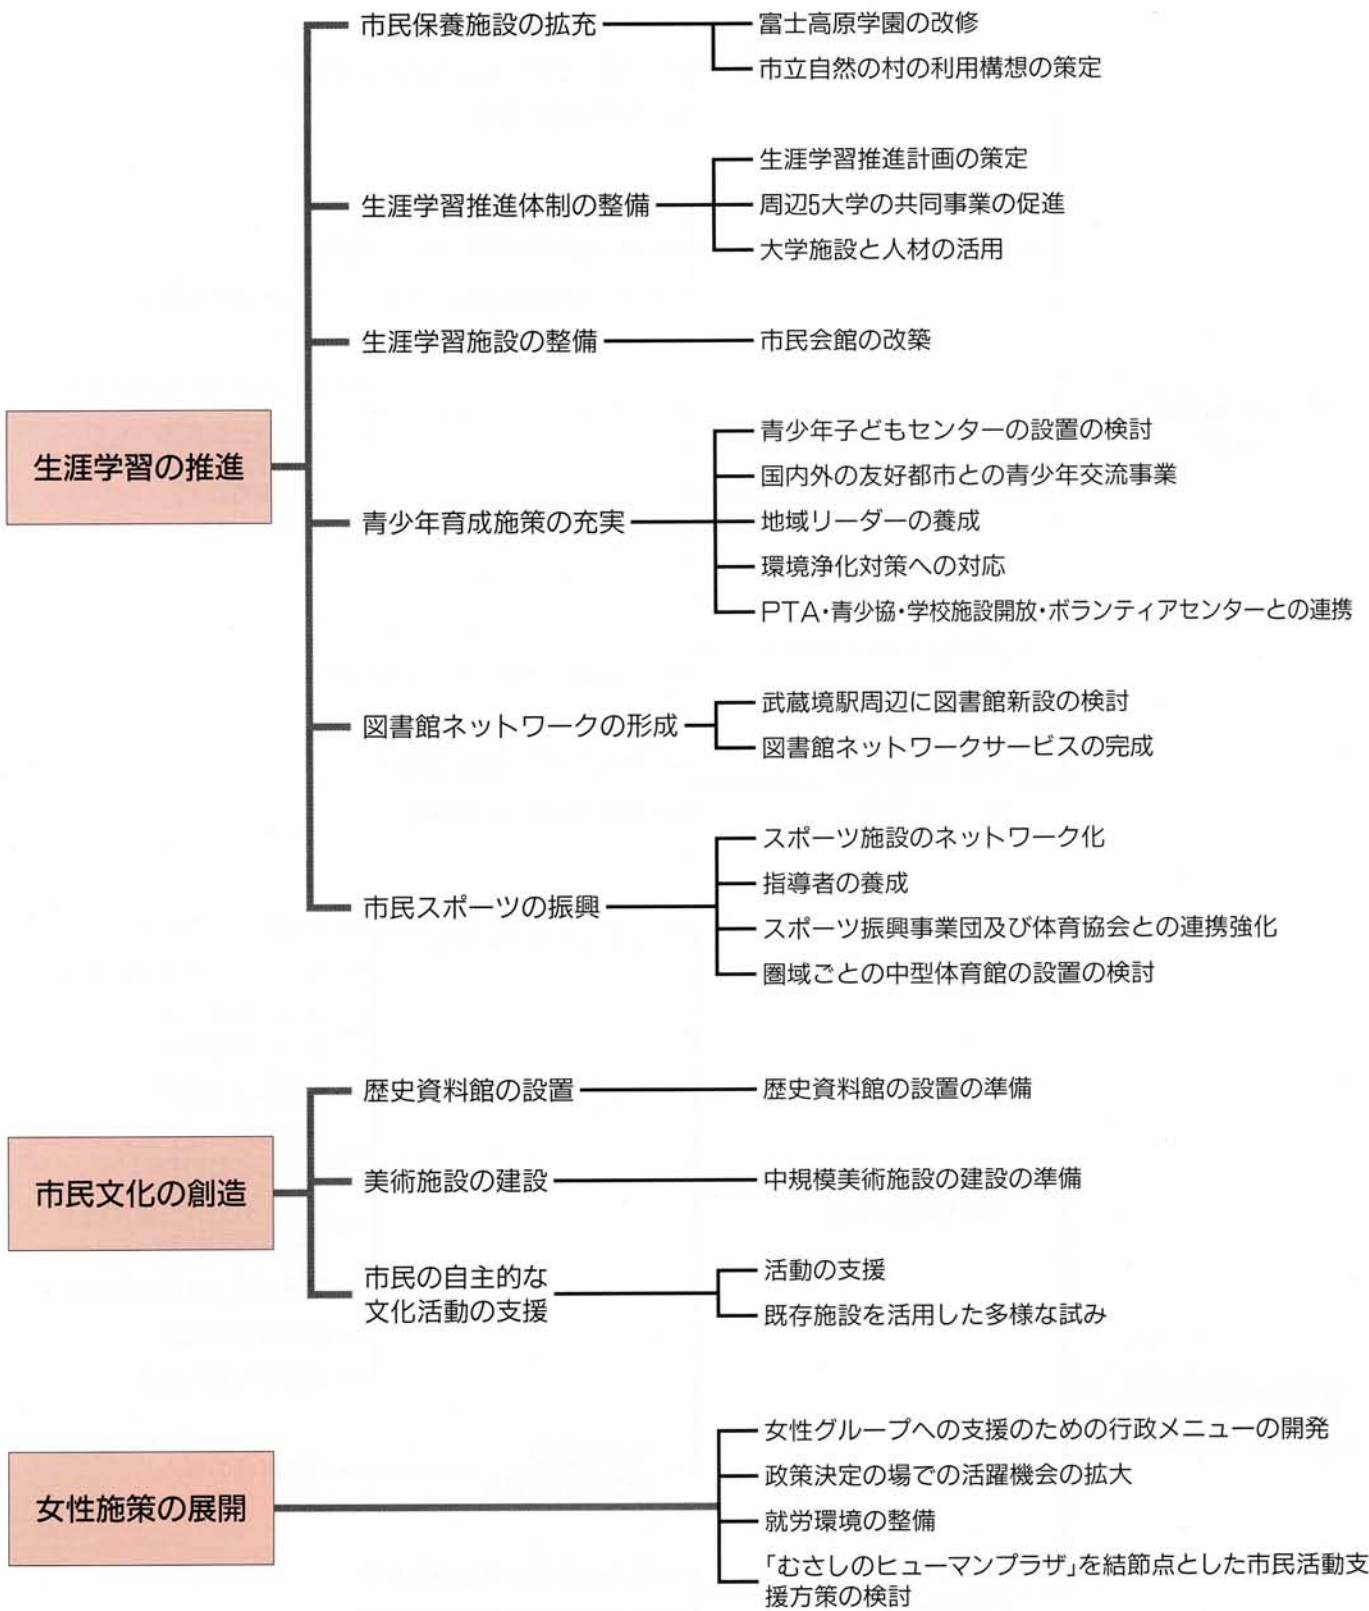 生涯学習の推進
市民保養施設の拡充
富士高原学園の改修
市立自然の村の利用構想の策定
生涯学習推進体制の整備
生涯学習推進計画の策定
周辺5大学の共同事業の促進
大学施設と人材の活用
生涯学習施設の整備
市民会館の改築
青少年育成施策の充実
青少年子どもセンターの設置の検討
国内外の友好都市との青少年交流事業
地域リーダーの養成
環境浄化対策への対応
PTA・青少協・学校施設開放・ボランティアセンターとの連携
図書館ネットワークの形成
武蔵境駅周辺に図書館新設の検討
図書館ネットワークサービスの完成
市民スポーツの振興
スポーツ施設のネットワーク化
指導者の養成
スポーツ振興事業団及び体育協会との連携強化
圏域ごとの中型体育館の設置の検討
市民文化の創造
歴史資料館の設置
歴史資料館の設置の準備
美術施設の建設
中規模美術施設の建設の準備
市民の自主的な
文化活動の支援
活動の支援
既存施設を活用した多様な試み
女性施策の展開
女性グループへの支援のための行政メニューの開発
政策決定の場での活躍機会の拡大
就労環境の整備
「むさしのヒューマンプラザ」を結節点とした市民活動支
援方策の検討